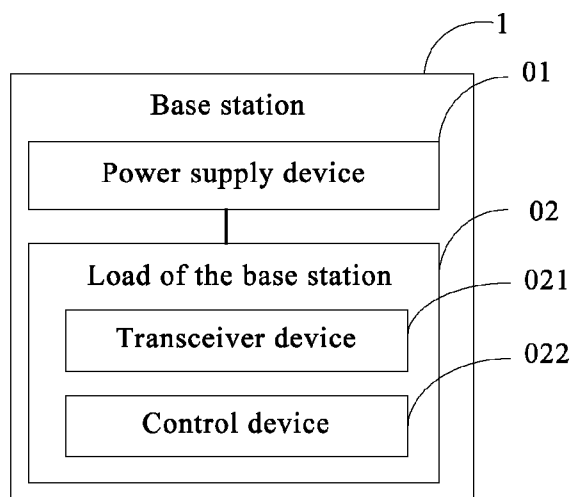 1
Base station
01
Power supply device
02
Load of the base station
021
Transceiver device
022
Control device